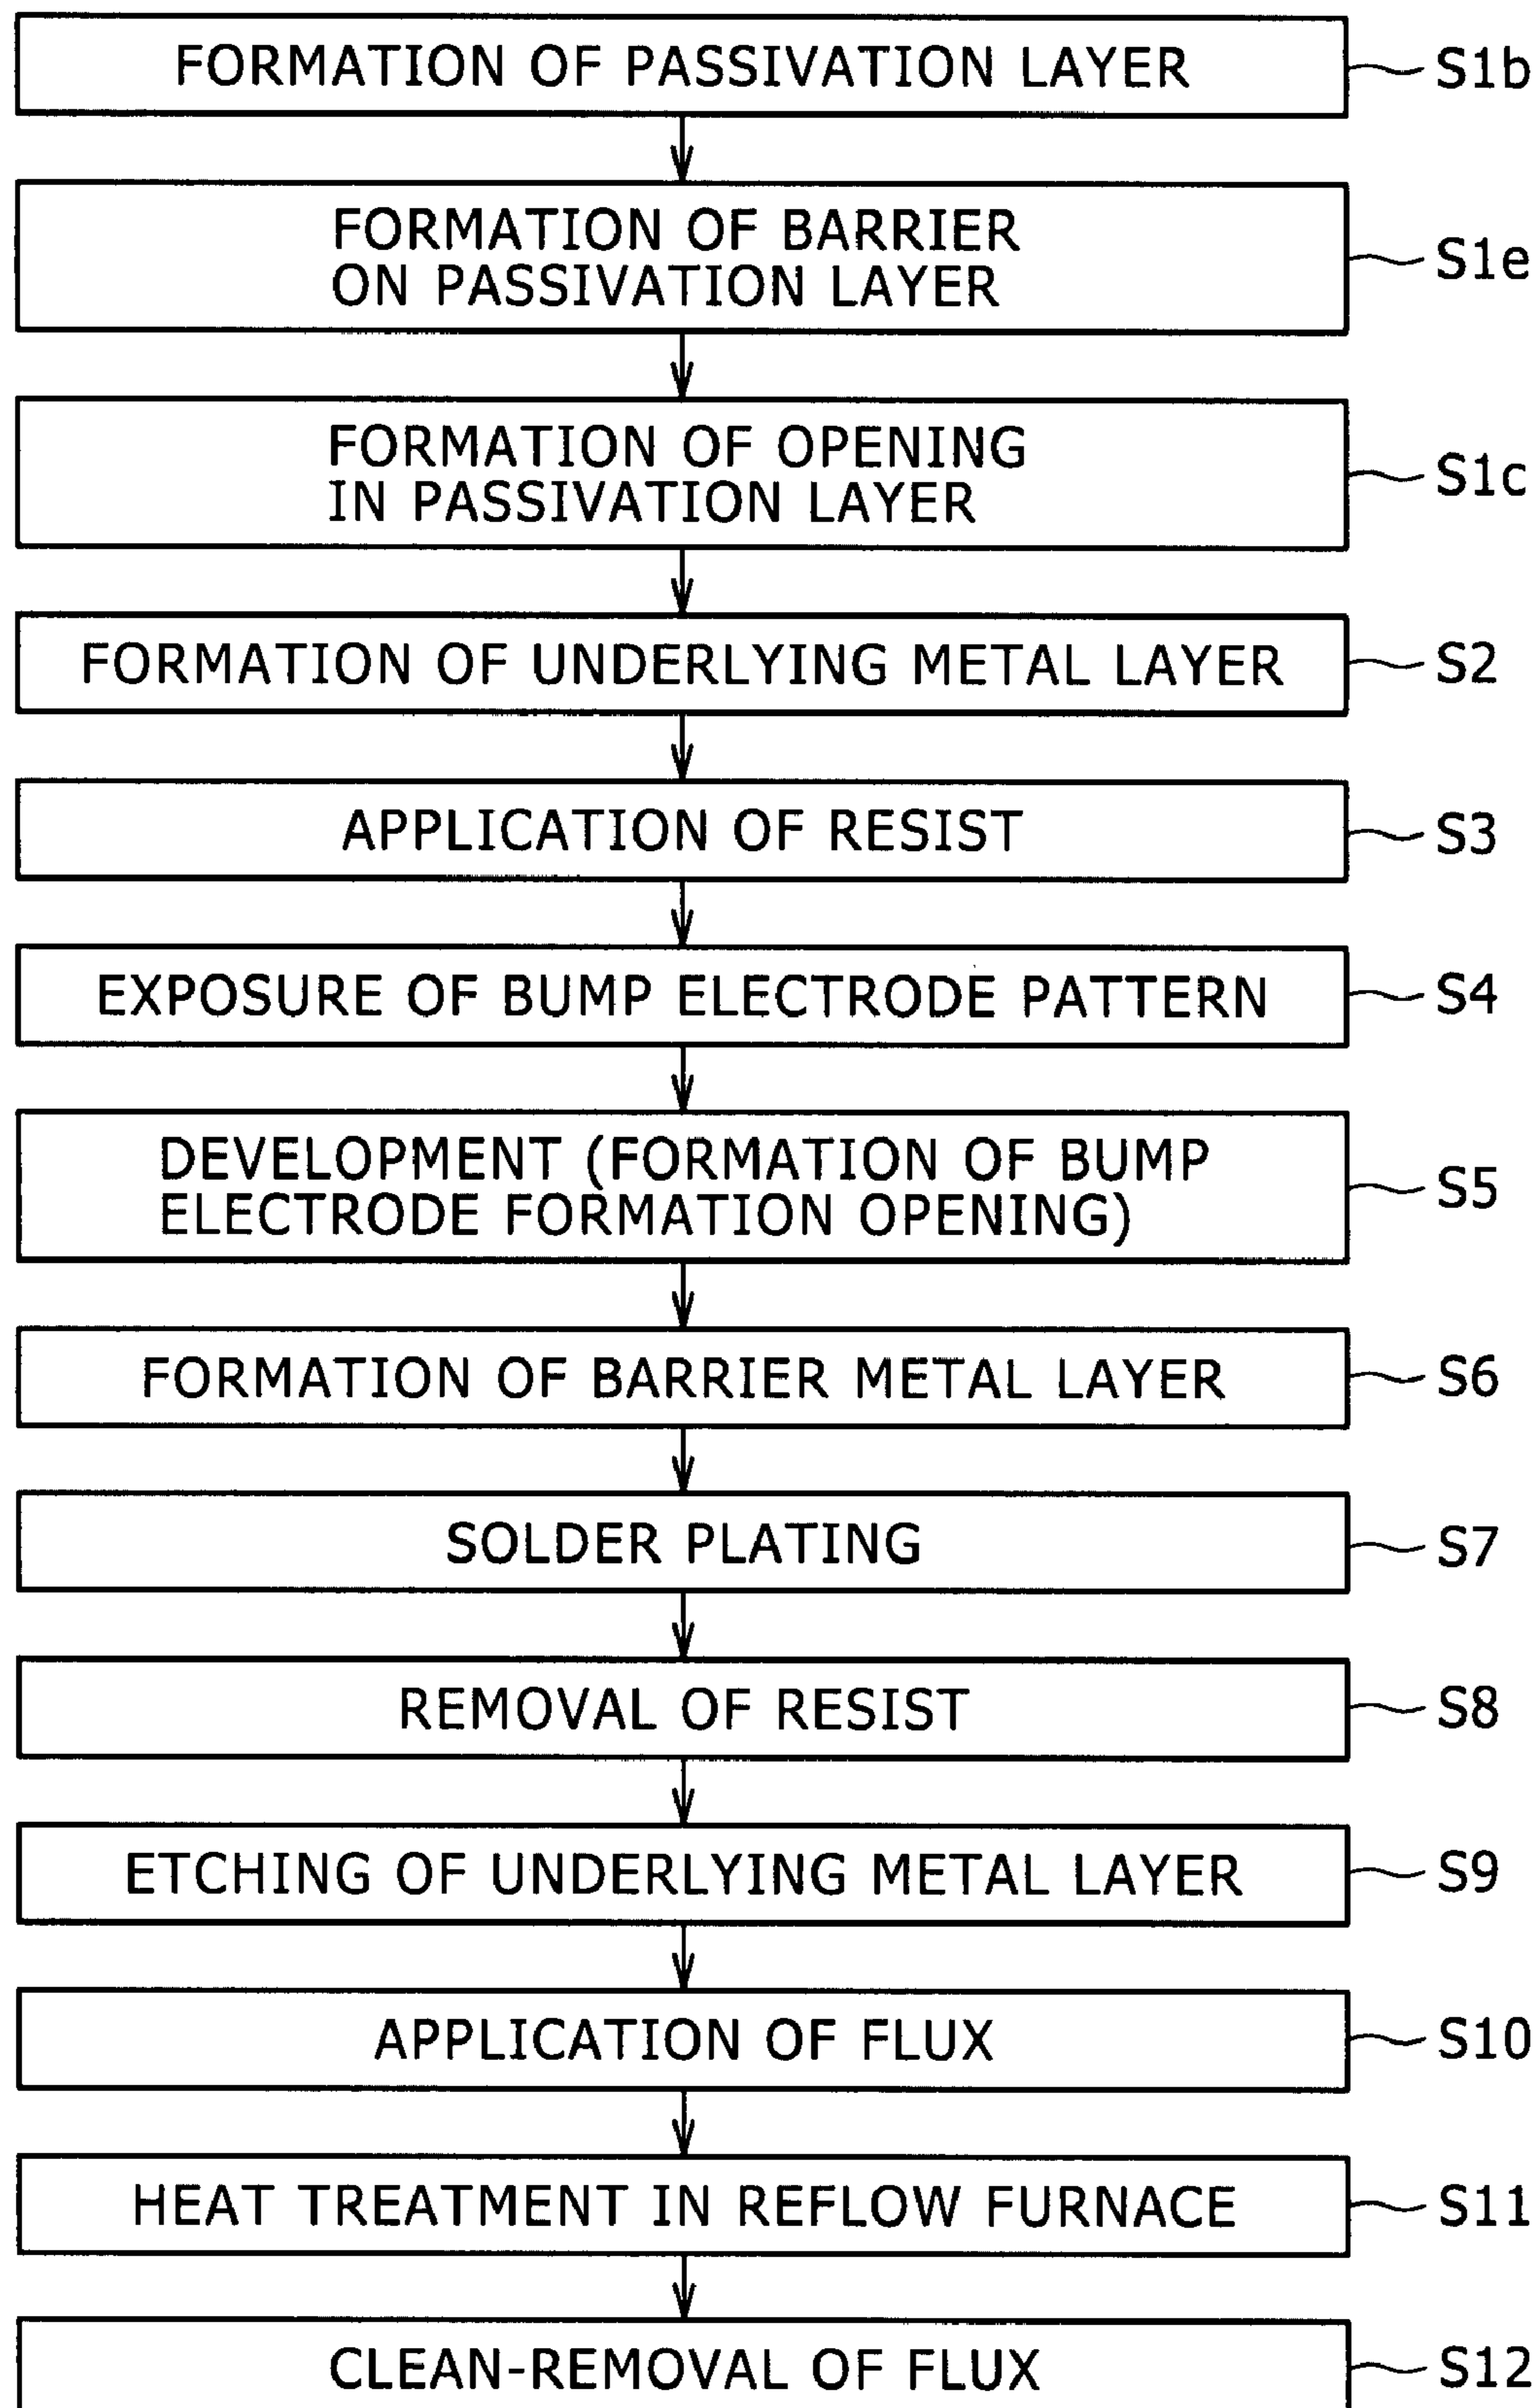 FORMATION OF PASSIVATION LAYER S1b
FORMATION OF BARRIER
ON PASSIVATION LAYER S1e
FORMATION OF OPENING
IN PASSIVATION LAYER S1c
FORMATION OF UNDERLYING METAL LAYER S2
APPLICATION OF RESIST S3
EXPOSURE OF BUMP ELECTRODE PATTERN S4
DEVELOPMENT (FORMATION OF BUMP
ELECTRODE FORMATION OPENING) S5
FORMATION OF BARRIER METAL LAYER S6
SOLDER PLATING S7
REMOVAL OF RESIST S8
ETCHING OF UNDERLYING METAL LAYER S9
APPLICATION OF FLUX S10
HEAT TREATMENT IN REFLOW FURNACE S11
CLEAN-REMOVAL OF FLUX S12